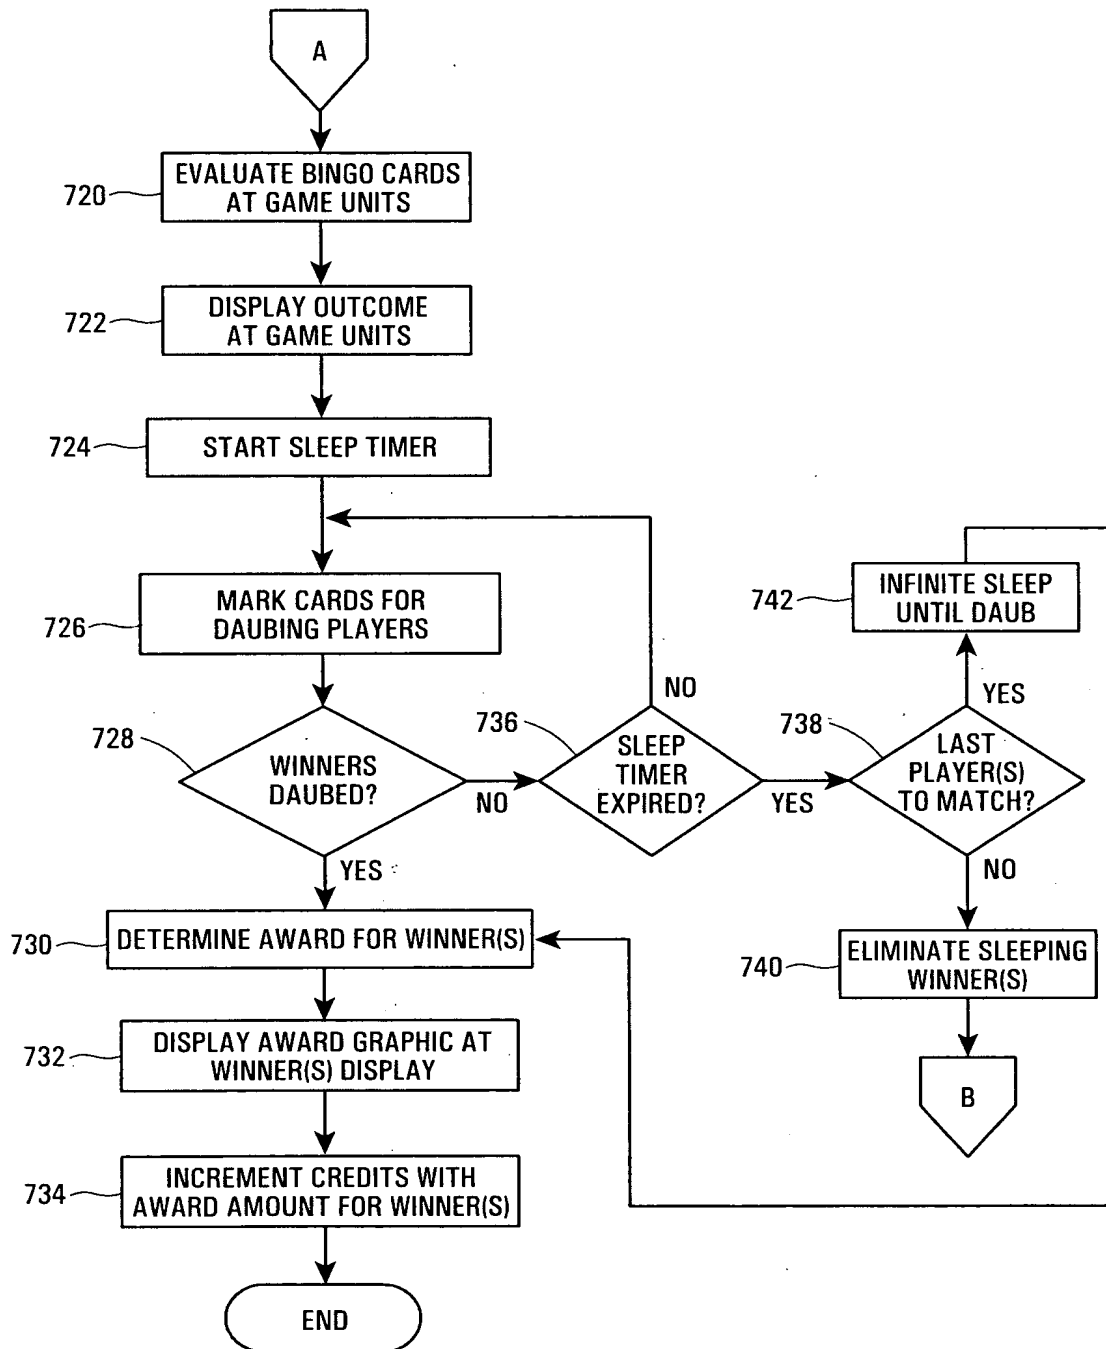 A
720
EVALUATE BINGO CARDS
AT GAME UNITS
722
DISPLAY OUTCOME
AT GAME UNITS
724
START SLEEP TIMER
726
MARK CARDS FOR
DAUBING PLAYERS
742
INFINITE SLEEP
UNTIL DAUB
728
WINNERS
DAUBED?
NO
YES
736
SLEEP
TIMER
EXPIRED?
NO
YES
738
LAST
PLAYER(S)
TO MATCH?
YES
NO
730
DETERMINE AWARD FOR WINNER(S)
740
ELIMINATE SLEEPING
WINNER(S)
732
DISPLAY AWARD GRAPHIC AT
WINNER(S) DISPLAY
B
734
INCREMENT CREDITS WITH
AWARD AMOUNT FOR WINNER(S)
END